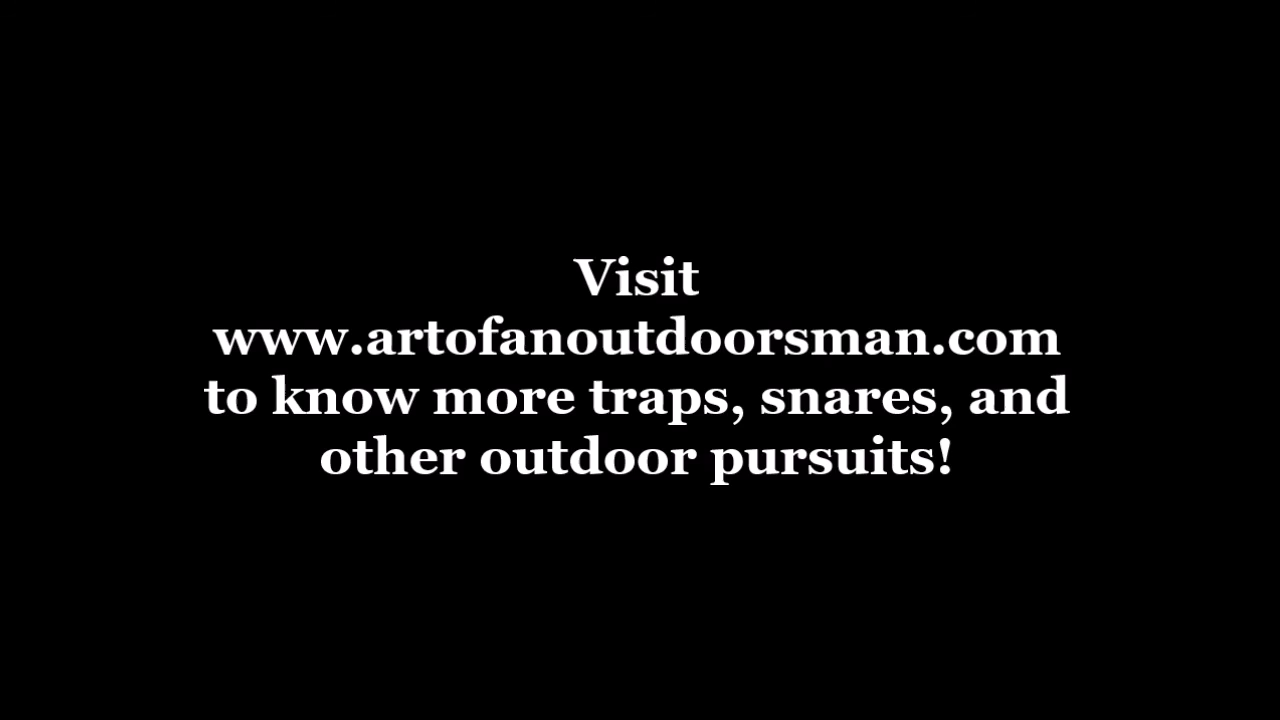 Visit
www.artofanoutdoorsman.com
to know more traps, snares, and
other outdoor pursuits!